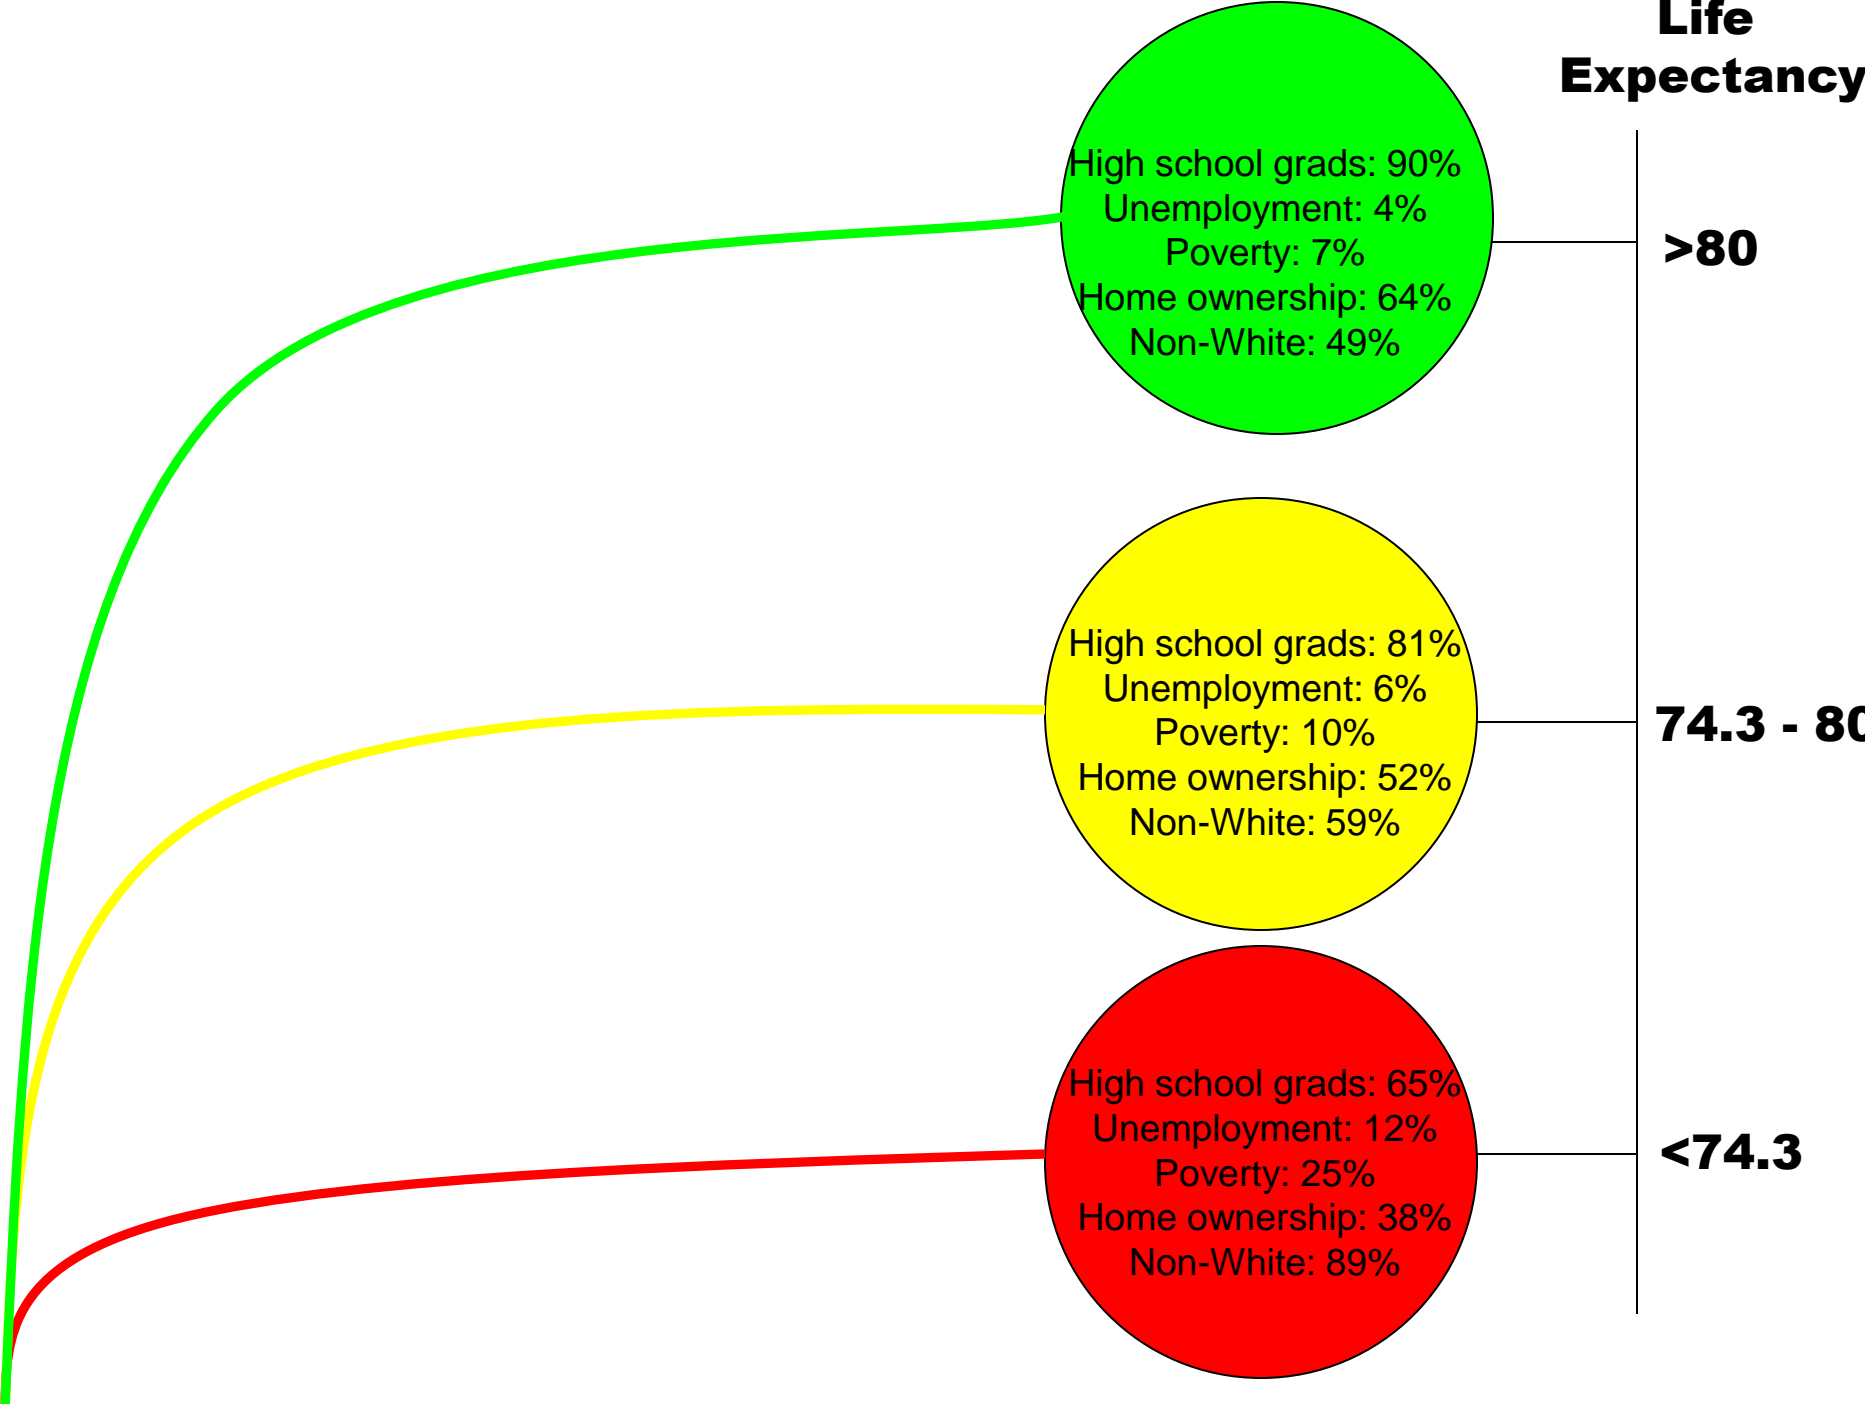 Life
Expectancy
High school grads: 90%
Unemployment: 4%
Poverty: 7%
Home ownership: 64%
Non-White: 49%
>80
High school grads: 81%
Unemployment: 6%
Poverty: 10%
Home ownership: 52%
Non-White: 59%
74.3 - 80
High school grads: 65%
Unemployment: 12%
Poverty: 25%
Home ownership: 38%
Non-White: 89%
<74.3